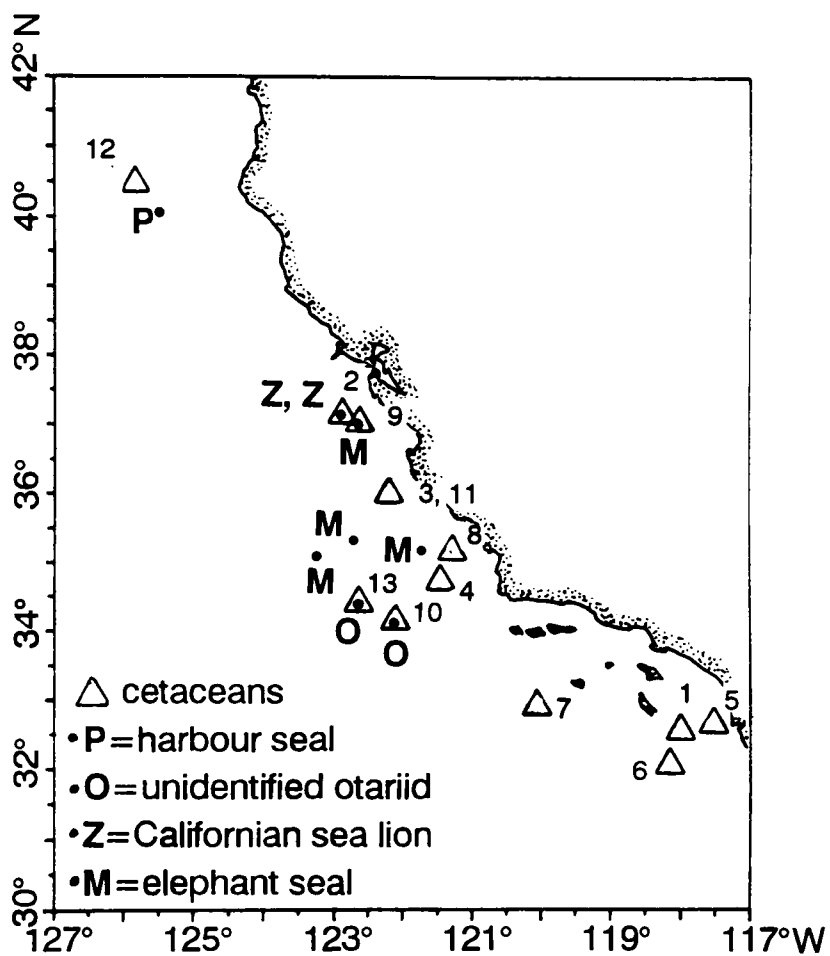 42° N
40°
38°
36°
34°
32°
30°
12
P
Z, Z
2
9
M
3, 11
M
8
M
M
4
13
10
O
O
7
1
5
6
cetaceans
P=harbour seal
O=unidentified otariid
Z=Californian sea lion
M=elephant seal
127°
125°
123°
121°
119°
117°W